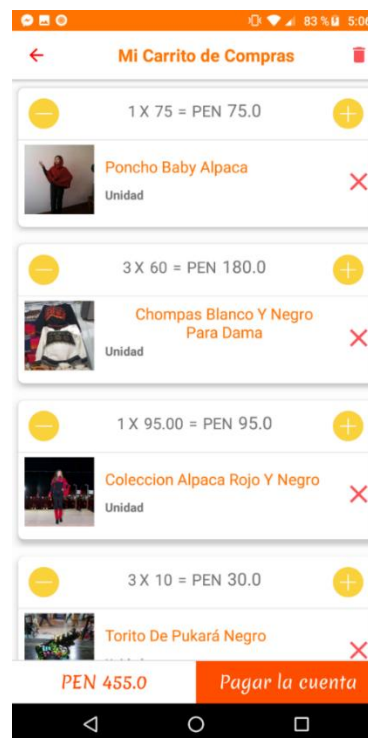 83 % 5:06
Mi Carrito de Compras
1 X 75 = PEN 75.0
Poncho Baby Alpaca
Unidad
3 X 60 = PEN 180.0
Chompas Blanco Y Negro
Para Dama
Unidad
1 X 95.00 = PEN 95.0
Coleccion Alpaca Rojo Y Negro
Unidad
3 X 10 = PEN 30.0
Torito De Pukará Negro
PEN 455.0
Pagar la cuenta